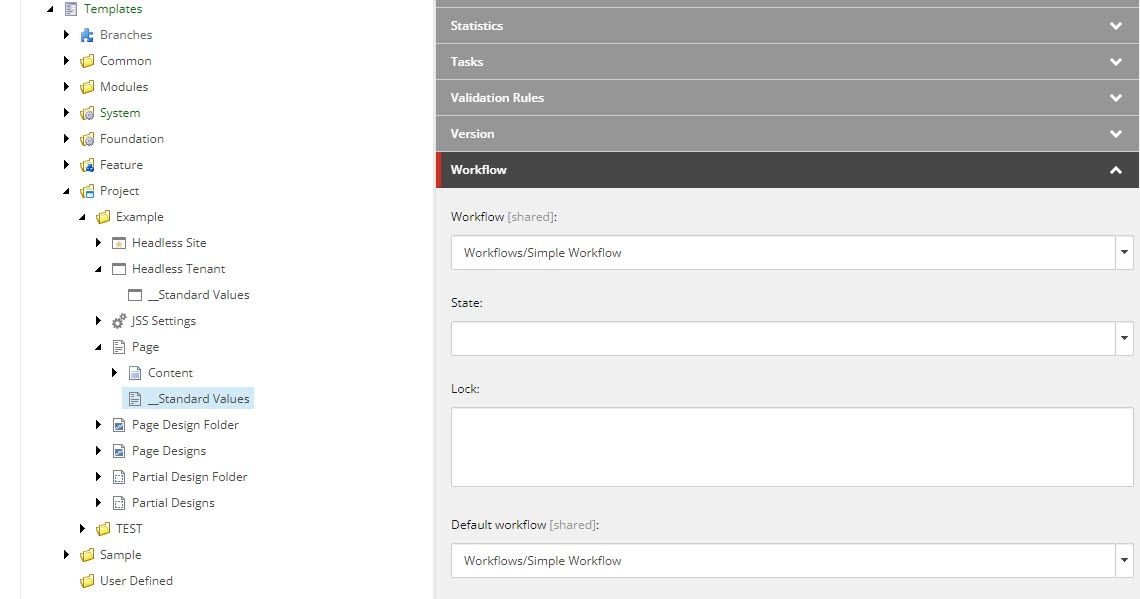 Templates
Branches
Common
Modules
System
Foundation
Feature
Project
Example
Headless Site
Headless Tenant
__Standard Values
JSS Settings
Page
Content
__Standard Values
Page Design Folder
Page Designs
Partial Design Folder
Partial Designs
TEST
Sample
User Defined
Statistics
Tasks
Validation Rules
Version
Workflow
Workflow [shared]:
Workflows/Simple Workflow
State:
Lock:
Default workflow [shared]:
Workflows/Simple Workflow